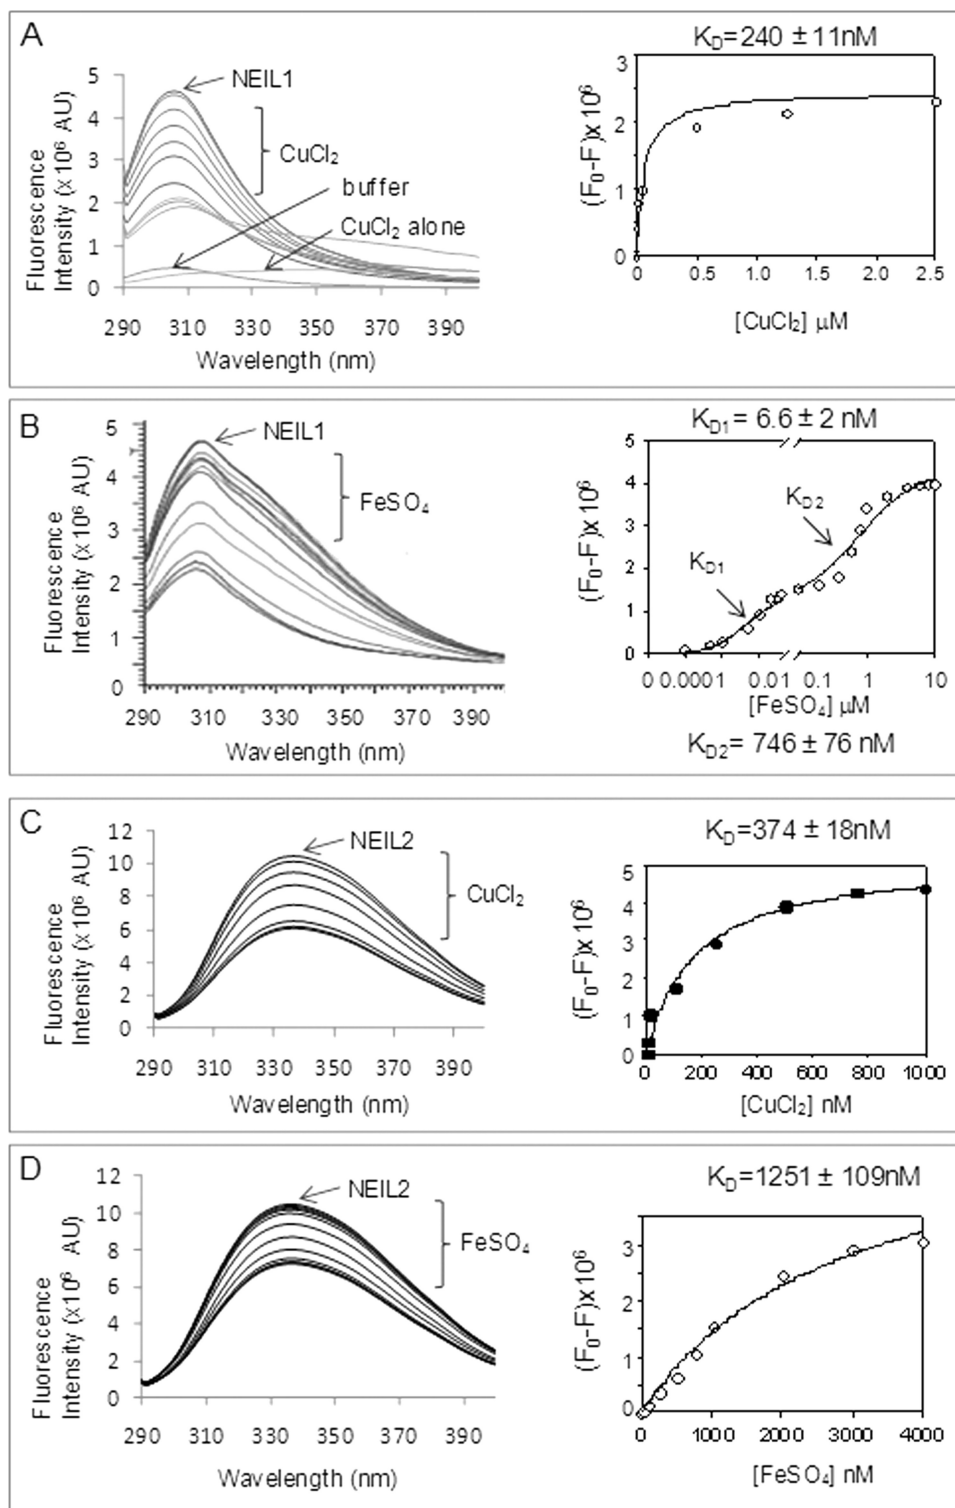 A
K_D=240 ± 11nM
Fluorescence
Intensity (x10⁶ AU)
5
4
3
2
1
0
NEIL1
CuCl₂
buffer
CuCl₂ alone
290 310 330 350 370 390
Wavelength (nm)
(F₀-F)x 10⁶
3
2
1
0
0 0.5 1.0 1.5 2.0 2.5
[CuCl₂] µM
B
K_D1= 6.6 ± 2 nM
Fluorescence
Intensity (x10⁶ AU)
5
4
3
2
1
0
NEIL1
FeSO₄
290 310 330 350 370 390
Wavelength (nm)
(F₀-F)x10⁶
5
4
3
2
1
0
K_D1
K_D2
0 0.0001 0.01 0.1 1 10
[FeSO₄] µM
K_D2= 746 ± 76 nM
C
K_D=374 ± 18nM
Fluorescence
Intensity (x10⁶ AU)
12
10
8
6
4
2
0
NEIL2
CuCl₂
290 310 330 350 370 390
Wavelength (nm)
(F₀-F)x10⁶
5
4
3
2
1
0
0 200 400 600 800 1000
[CuCl₂] nM
D
K_D=1251 ± 109nM
Fluorescence
Intensity (x10⁶ AU)
12
10
8
6
4
2
0
NEIL2
FeSO₄
290 310 330 350 370 390
Wavelength (nm)
(F₀-F)x10⁶
3
2
1
0
0 1000 2000 3000 4000
[FeSO₄] nM